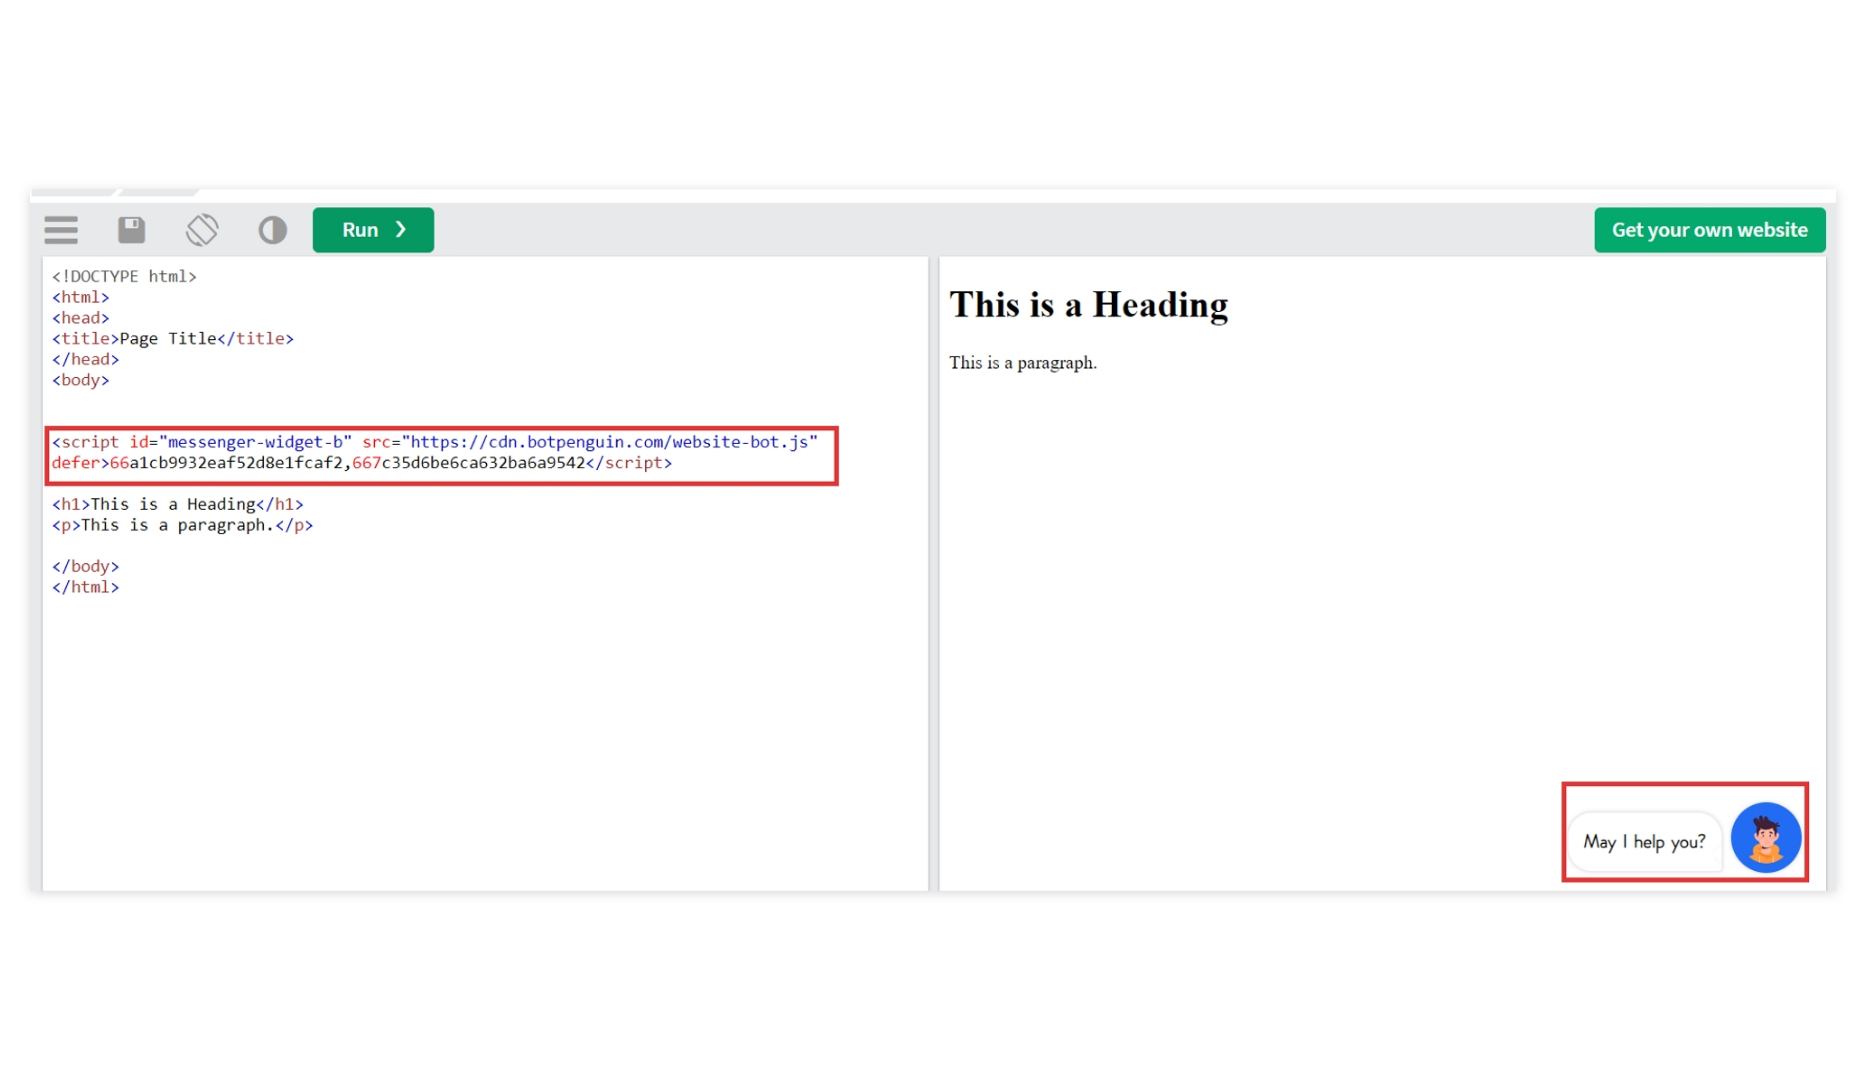 Run ❯
Get your own website
<!DOCTYPE html>
<html>
<head>
<title>Page Title</title>
</head>
<body>
<script id="messenger-widget-b" src="https://cdn.botpenguin.com/website-bot.js"
defer>66a1cb9932eaf52d8e1fcaf2,667c35d6be6ca632ba6a9542</script>
<h1>This is a Heading</h1>
<p>This is a paragraph.</p>
</body>
</html>
This is a Heading
This is a paragraph.
May I help you?